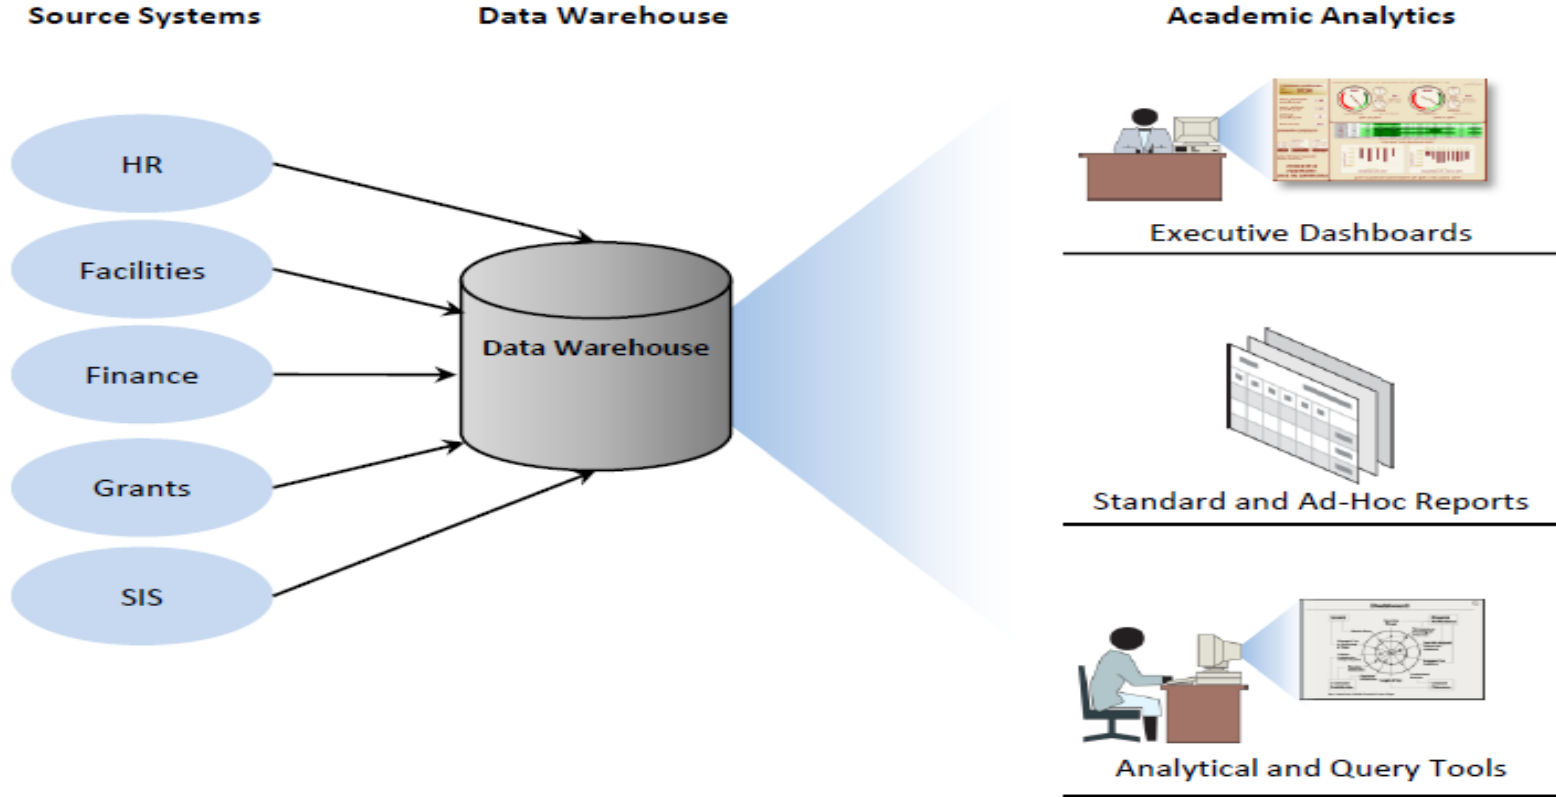 Source Systems
Data Warehouse
Academic Analytics
HR
Facilities
Finance
Grants
SIS
Data Warehouse
Executive Dashboards
Standard and Ad-Hoc Reports
Dashboard
Analytical and Query Tools